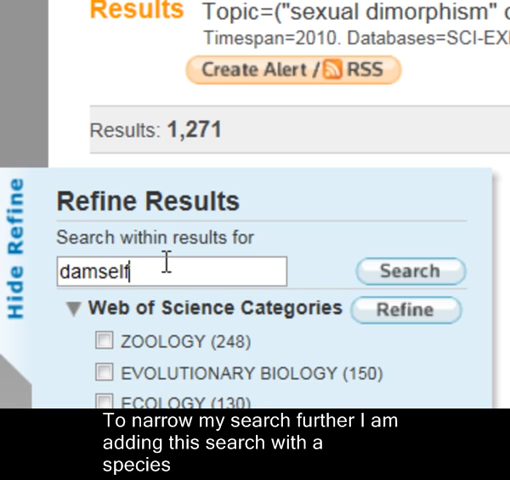 Results Topic=("sexual dimorphism"
Timespan=2010. Databases=SCI-EX
Create Alert / RSS
Results: 1,271
Hide Refine
Refine Results
Search within results for
damself Search
Web of Science Categories Refine
ZOOLOGY (248)
EVOLUTIONARY BIOLOGY (150)
ECOLOGY (130)
To narrow my search further I am
adding this search with a
species